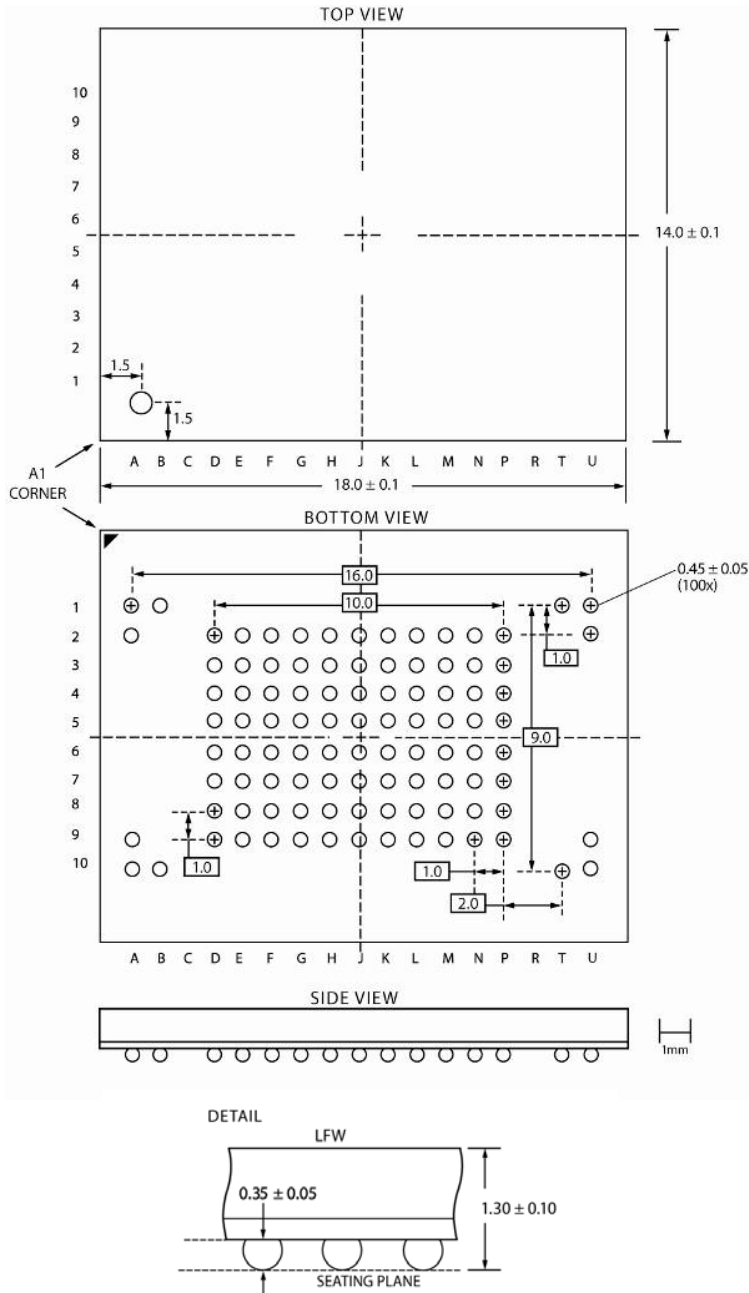 TOP VIEW
10
9
8
7
6
5
4
3
2
1
14.0 ± 0.1
1.5
1.5
A B C D E F G H J K L M N P R T U
A1
CORNER
18.0 ± 0.1
BOTTOM VIEW
16.0
0.45 ± 0.05
(100x)
10.0
1
2
3
4
5
6
7
8
9
10
1.0
9.0
1.0
1.0
2.0
A B C D E F G H J K L M N P R T U
SIDE VIEW
1mm
DETAIL
LFW
0.35 ± 0.05
1.30 ± 0.10
SEATING PLANE